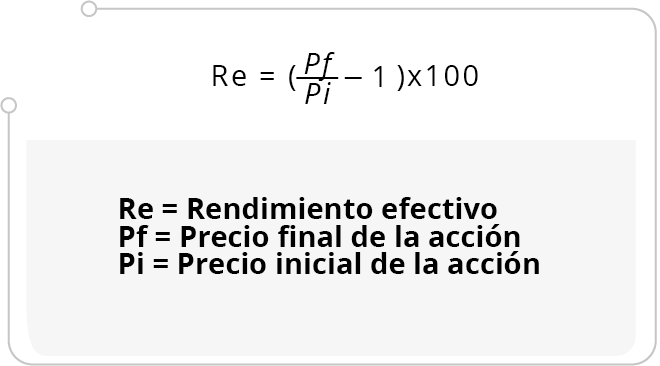 Re = (Pf/Pi – 1 )x100
Re = Rendimiento efectivo
Pf = Precio final de la acción
Pi = Precio inicial de la acción